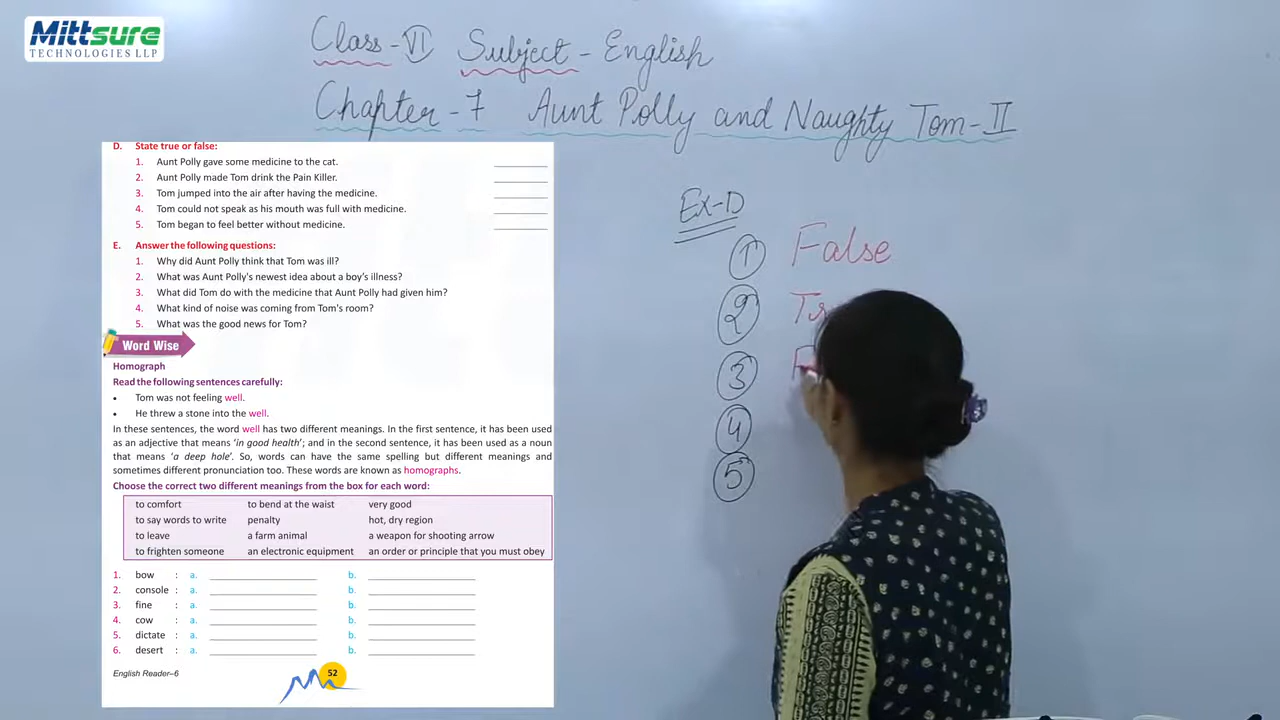 Mittsure
TECHNOLOGIES LLP
Class-VI Subject-English
Chapter-7 Aunt Polly and Naughty Tom-II
D. State true or false:
1. Aunt Polly gave some medicine to the cat.
2. Aunt Polly made Tom drink the Pain Killer.
3. Tom jumped into the air after having the medicine.
4. Tom could not speak as his mouth was full with medicine.
5. Tom began to feel better without medicine.
E. Answer the following questions:
1. Why did Aunt Polly think that Tom was ill?
2. What was Aunt Polly's newest idea about a boy's illness?
3. What did Tom do with the medicine that Aunt Polly had given him?
4. What kind of noise was coming from Tom's room?
5. What was the good news for Tom?
Word Wise
Homograph
Read the following sentences carefully:
• Tom was not feeling well.
• He threw a stone into the well.
In these sentences, the word well has two different meanings. In the first sentence, it has been used
as an adjective that means 'in good health'; and in the second sentence, it has been used as a noun
that means 'a deep hole'. So, words can have the same spelling but different meanings and
sometimes different pronunciation too. These words are known as homographs.
Choose the correct two different meanings from the box for each word:
to comfort to bend at the waist very good
to say words to write penalty hot, dry region
to leave a farm animal a weapon for shooting arrow
to frighten someone an electronic equipment an order or principle that you must obey
1. bow : a. b.
2. console : a. b.
3. fine : a. b.
4. cow : a. b.
5. dictate : a. b.
6. desert : a. b.
English Reader–6
52
Ex-D
1 False
2 Tr
3 F
4
5